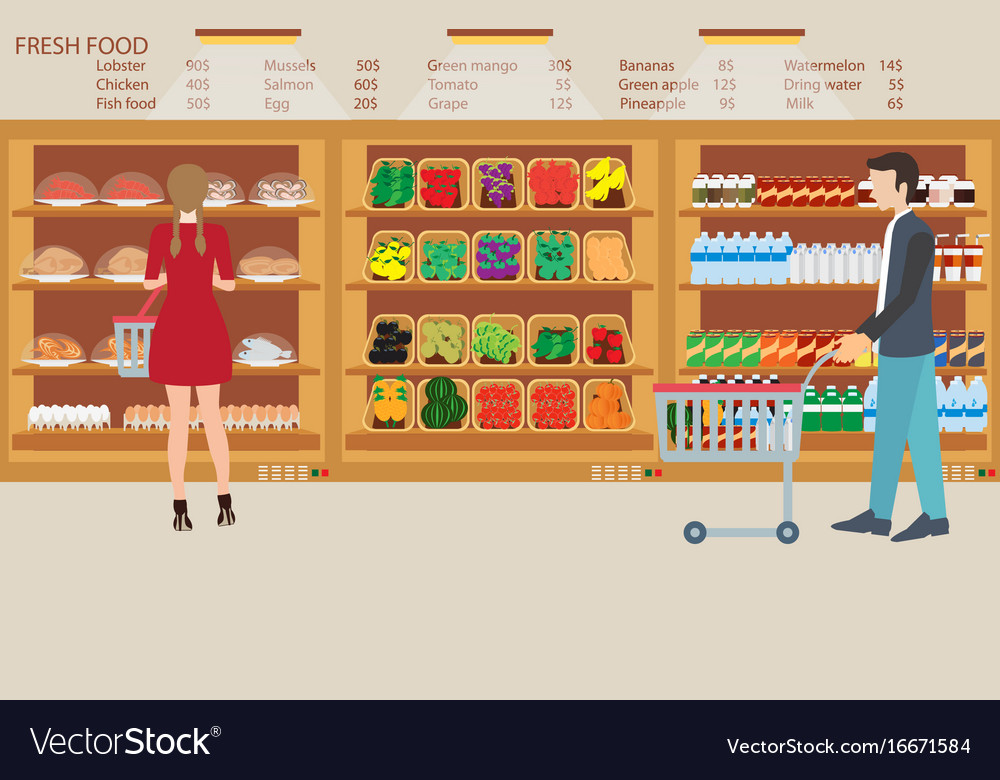 FRESH FOOD
Lobster 90$ Mussels 50$ Green mango 30$ Bananas 8$ Watermelon 14$
Chicken 40$ Salmon 60$ Tomato 5$ Green apple 12$ Dring water 5$
Fish food 50$ Egg 20$ Grape 12$ Pineapple 9$ Milk 6$
VectorStock®
VectorStock.com/16671584